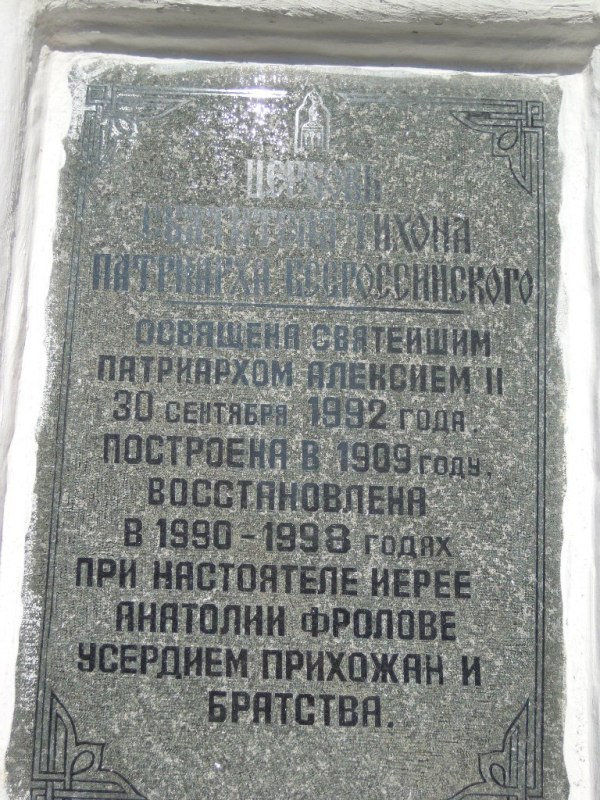 ЦЕРКОВЬ
СВЯТИТЕЛЯ ТИХОНА
ПАТРИАРХА ВСЕРОССИЙСКОГО
ОСВЯЩЕНА СВЯТЕЙШИМ
ПАТРИАРХОМ АЛЕКСИЕМ II
30 СЕНТЯБРЯ 1992 ГОДА.
ПОСТРОЕНА В 1909 ГОДУ.
ВОССТАНОВЛЕНА
В 1990 - 1998 ГОДАХ
ПРИ НАСТОЯТЕЛЕ ИЕРЕЕ
АНАТОЛИИ ФРОЛОВЕ
УСЕРДИЕМ ПРИХОЖАН И
БРАТСТВА.